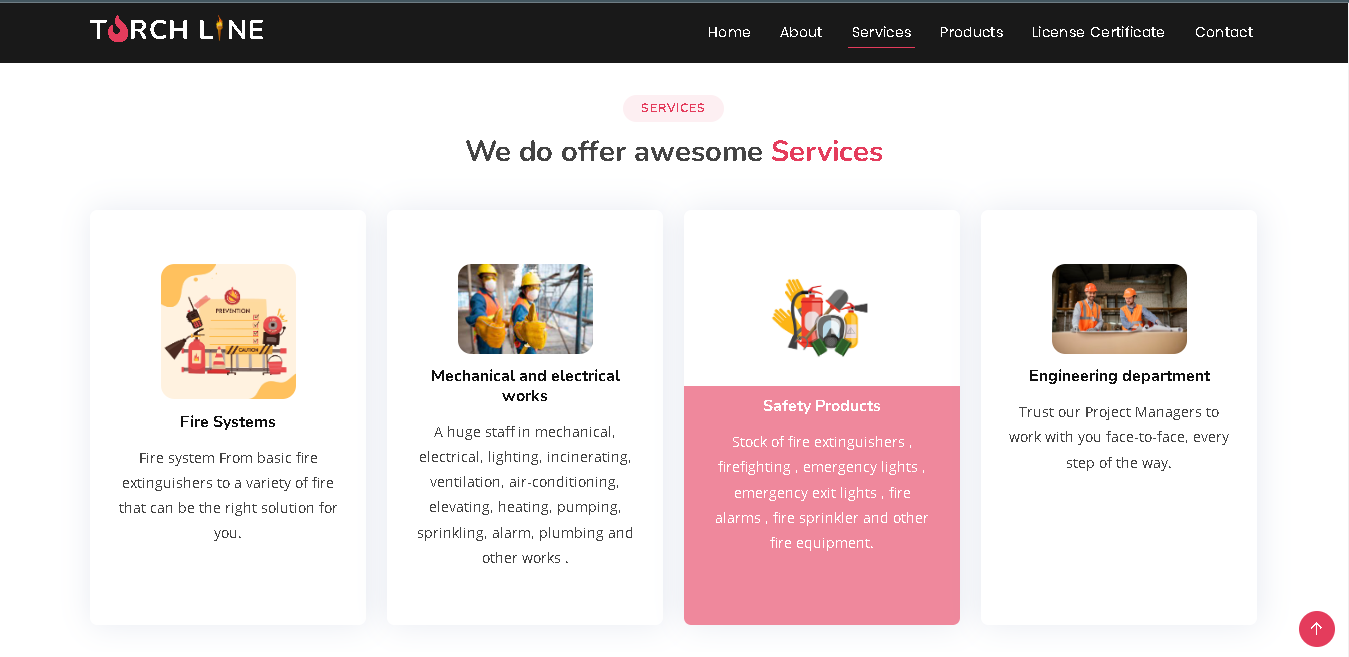 TORCH LINE
Home About Services Products License Certificate Contact
SERVICES
We do offer awesome Services
PREVENTION
CAUTION
Fire Systems
Fire system From basic fire
extinguishers to a variety of fire
that can be the right solution for
you.
Mechanical and electrical
works
A huge staff in mechanical,
electrical, lighting, incinerating,
ventilation, air-conditioning,
elevating, heating, pumping,
sprinkling, alarm, plumbing and
other works .
Safety Products
Stock of fire extinguishers ,
firefighting , emergency lights ,
emergency exit lights , fire
alarms , fire sprinkler and other
fire equipment.
Engineering department
Trust our Project Managers to
work with you face-to-face, every
step of the way.